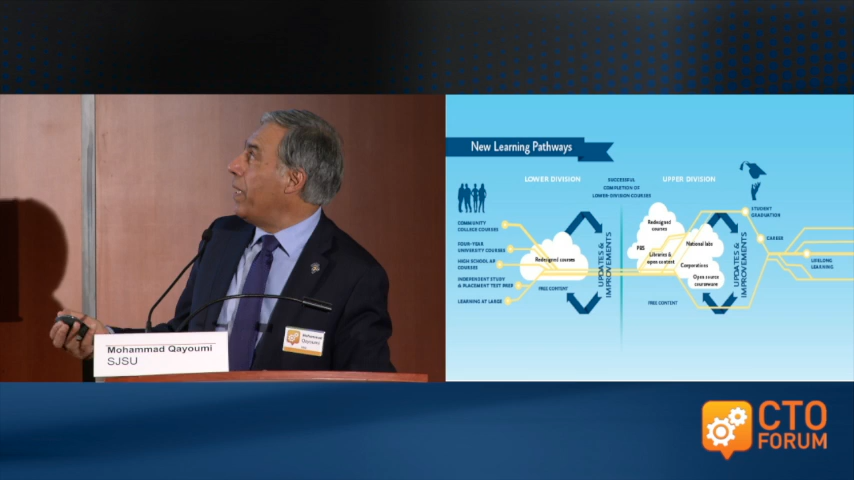 Mohammad Qayoumi
SJSU
Mohammad
Qayoumi
New Learning Pathways
LOWER DIVISION
SUCCESSFUL
COMPLETION OF
LOWER-DIVISION COURSES
UPPER DIVISION
COMMUNITY
COLLEGE COURSES
FOUR-YEAR
UNIVERSITY COURSES
HIGH SCHOOL AP
COURSES
INDEPENDENT STUDY
& PLACEMENT TEST PREP
LEARNING AT LARGE
Redesigned courses
FREE CONTENT
UPDATES &
IMPROVEMENTS
Redesigned
courses
PBS
Libraries &
open content
National labs
Corporations
Open source
courseware
FREE CONTENT
UPDATES &
IMPROVEMENTS
STUDENT
GRADUATION
CAREER
LIFELONG
LEARNING
CTO
FORUM